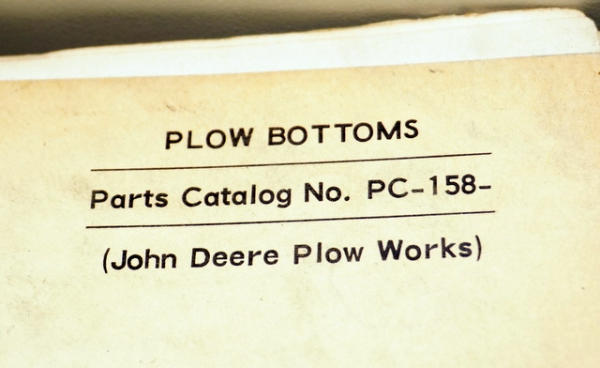 PLOW BOTTOMS
Parts Catalog No. PC-158-
(John Deere Plow Works)